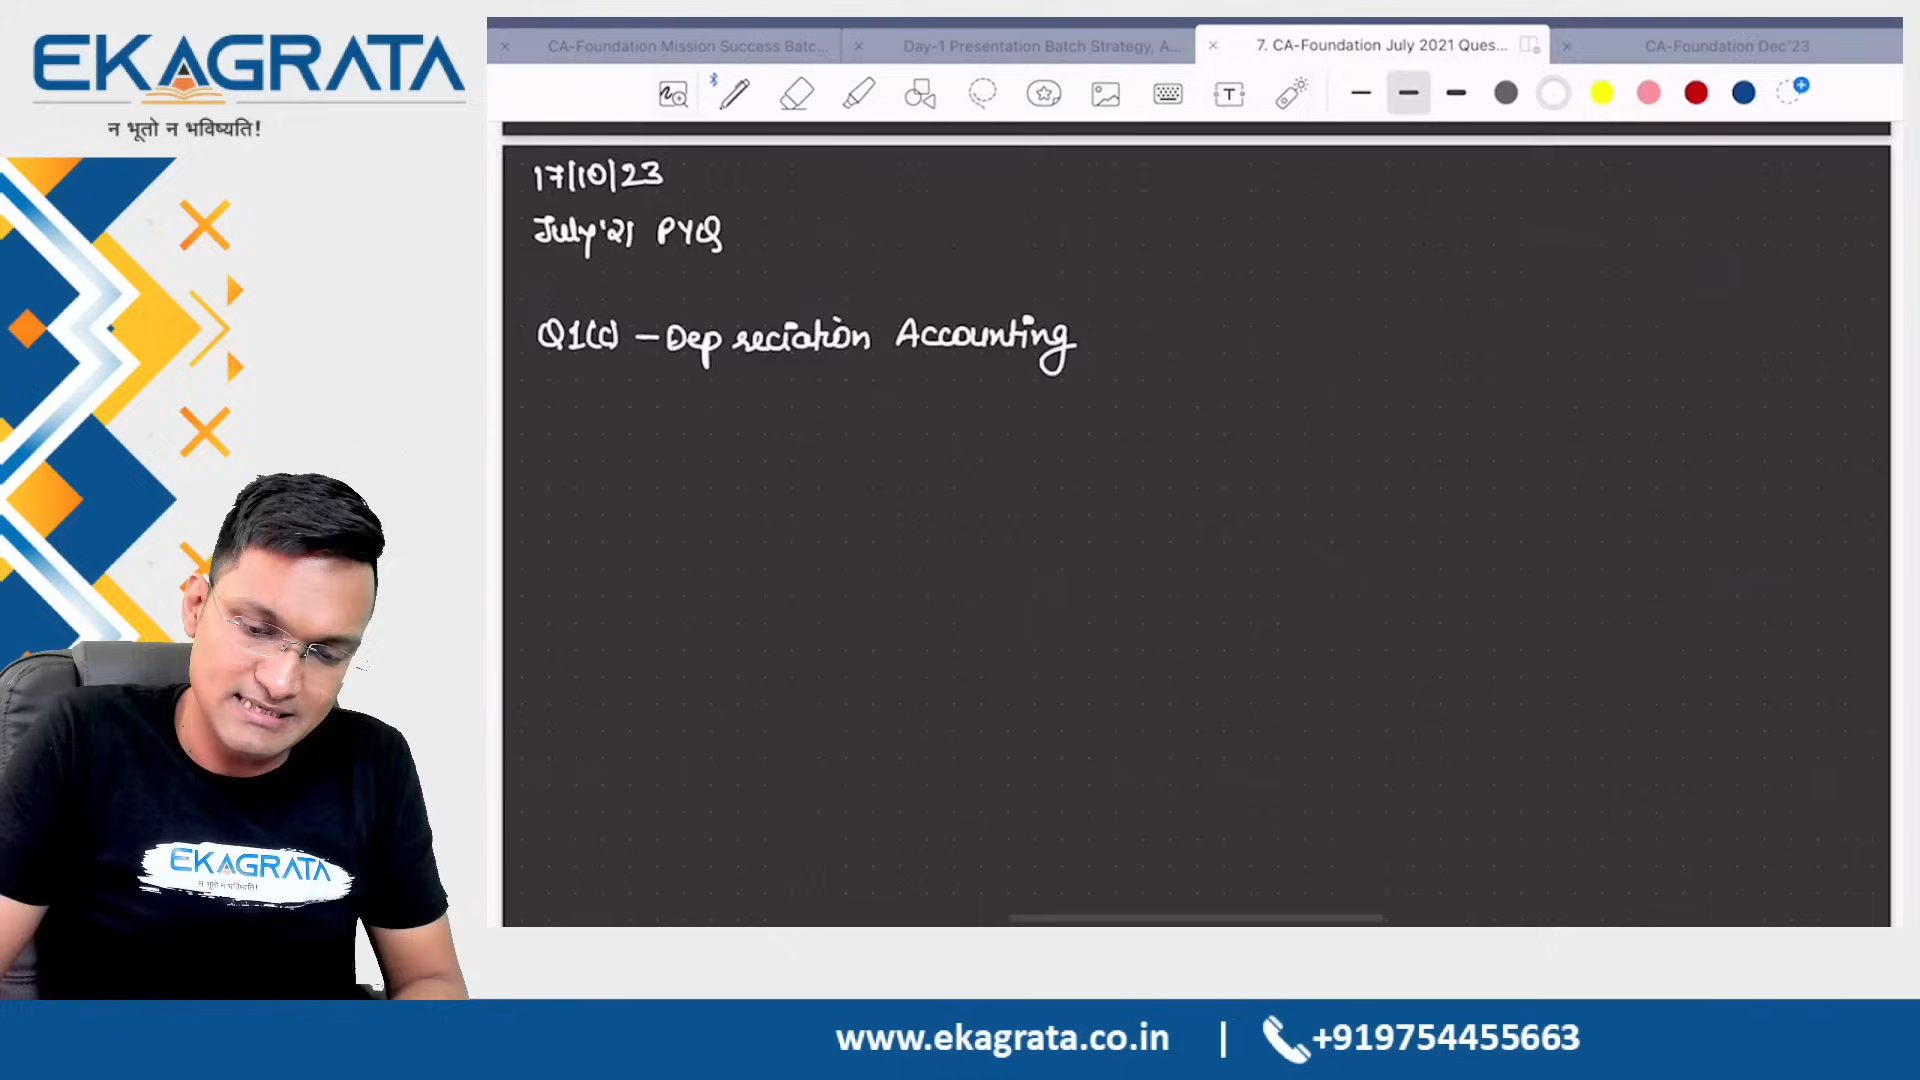 EKAGRATA
न भूतो न भविष्यति!
CA-Foundation Mission Success Batc...
Day-1 Presentation Batch Strategy, A...
7. CA-Foundation July 2021 Ques...
CA-Foundation Dec'23
T
17/10/23
July'21 PYQ
Q1(c) - Depreciation Accounting
EKAGRATA
न भूतो न भविष्यति!
www.ekagrata.co.in | +919754455663